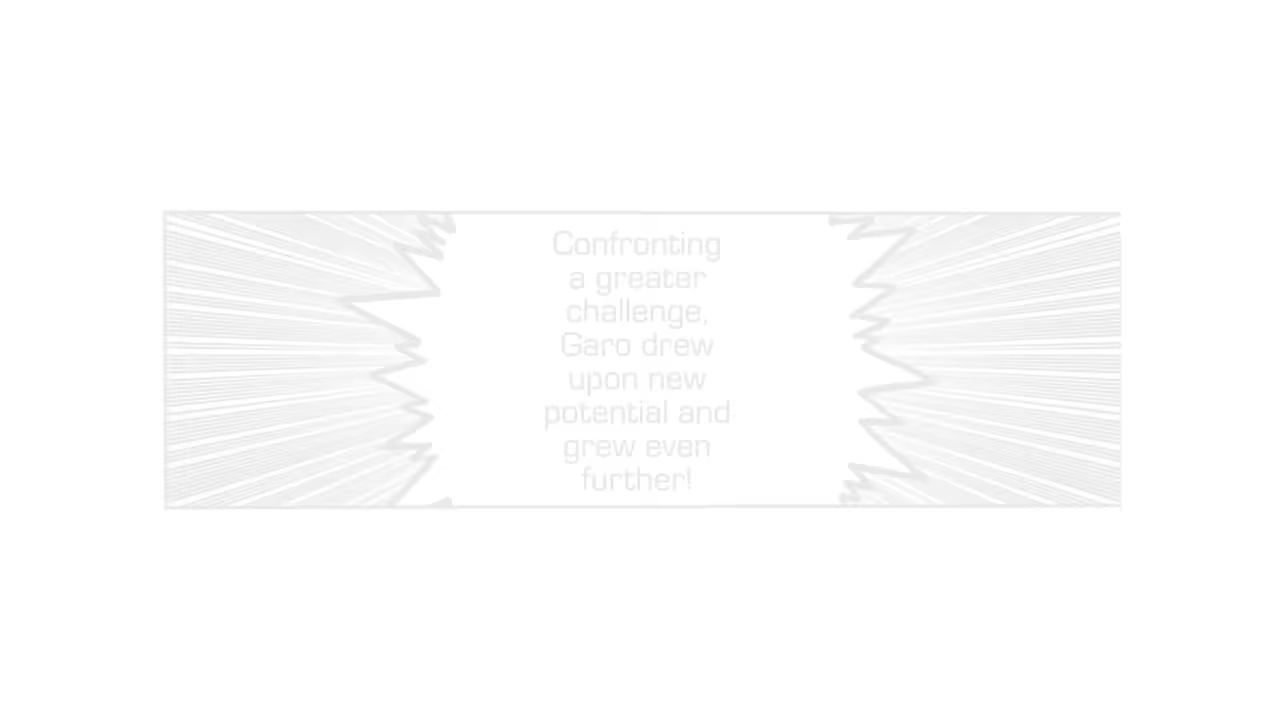 Confronting
a greater
challenge,
Garo drew
upon new
potential and
grew even
further!